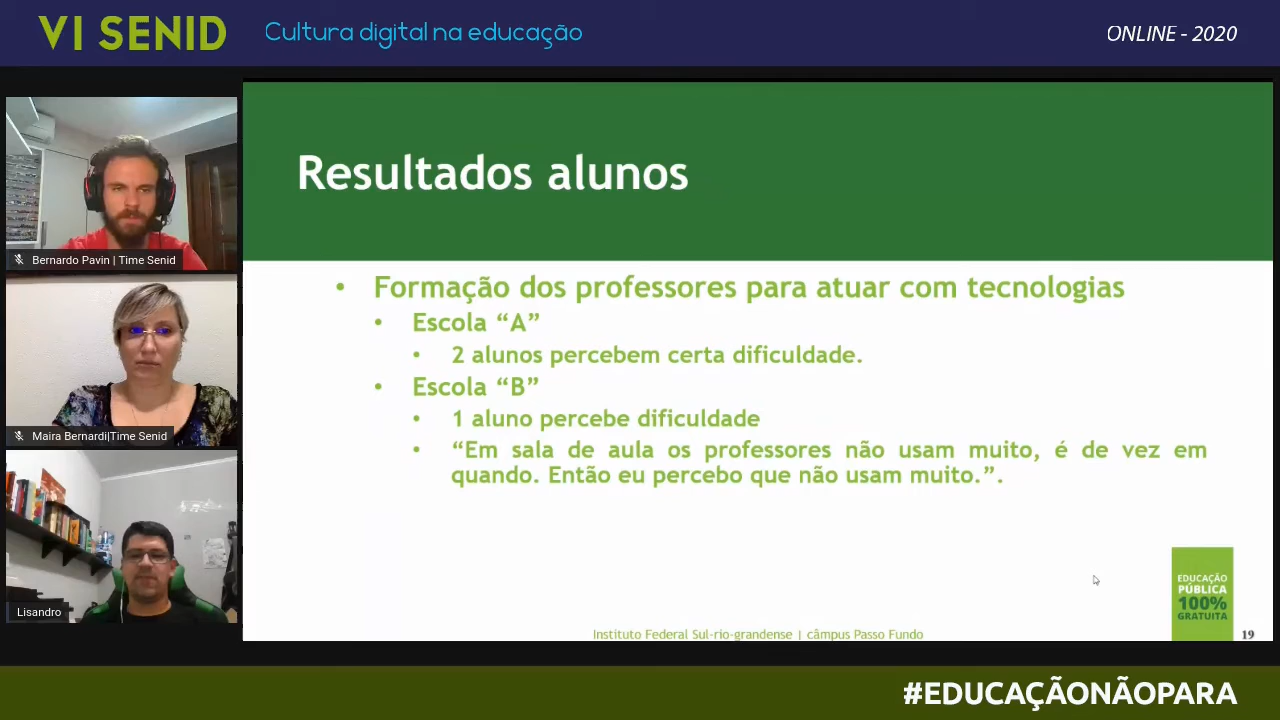 VI SENID
Cultura digital na educação
ONLINE - 2020
Bernardo Pavin | Time Senid
Maira Bernardi|Time Senid
Lisandro
Resultados alunos
• Formação dos professores para atuar com tecnologias
• Escola “A”
• 2 alunos percebem certa dificuldade.
• Escola “B”
• 1 aluno percebe dificuldade
• “Em sala de aula os professores não usam muito, é de vez em
quando. Então eu percebo que não usam muito.”.
EDUCAÇÃO
PÚBLICA
100%
GRATUITA
Instituto Federal Sul-rio-grandense | câmpus Passo Fundo
19
#EDUCAÇÃONÃOPARA